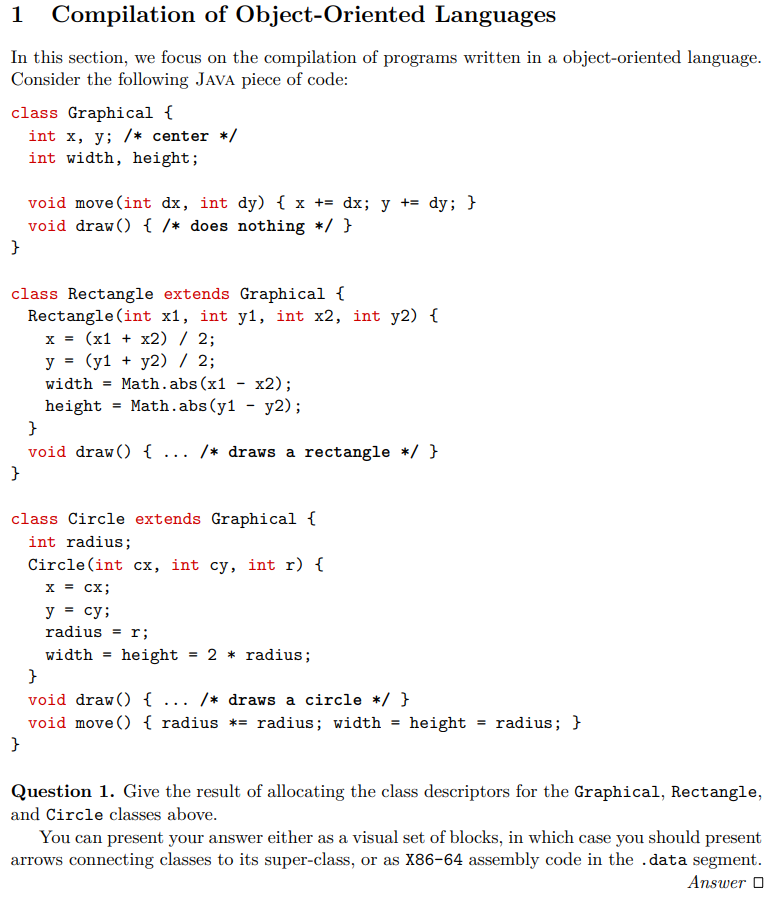 1 Compilation of Object-Oriented Languages
In this section, we focus on the compilation of programs written in a object-oriented language.
Consider the following JAVA piece of code:
class Graphical {
  int x, y; /* center */
  int width, height;

  void move(int dx, int dy) { x += dx; y += dy; }
  void draw() { /* does nothing */ }
}

class Rectangle extends Graphical {
  Rectangle(int x1, int y1, int x2, int y2) {
    x = (x1 + x2) / 2;
    y = (y1 + y2) / 2;
    width = Math.abs(x1 - x2);
    height = Math.abs(y1 - y2);
  }
  void draw() { ... /* draws a rectangle */ }
}

class Circle extends Graphical {
  int radius;
  Circle(int cx, int cy, int r) {
    x = cx;
    y = cy;
    radius = r;
    width = height = 2 * radius;
  }
  void draw() { ... /* draws a circle */ }
  void move() { radius *= radius; width = height = radius; }
}

Question 1. Give the result of allocating the class descriptors for the Graphical, Rectangle,
and Circle classes above.
You can present your answer either as a visual set of blocks, in which case you should present
arrows connecting classes to its super-class, or as X86-64 assembly code in the .data segment.
Answer □